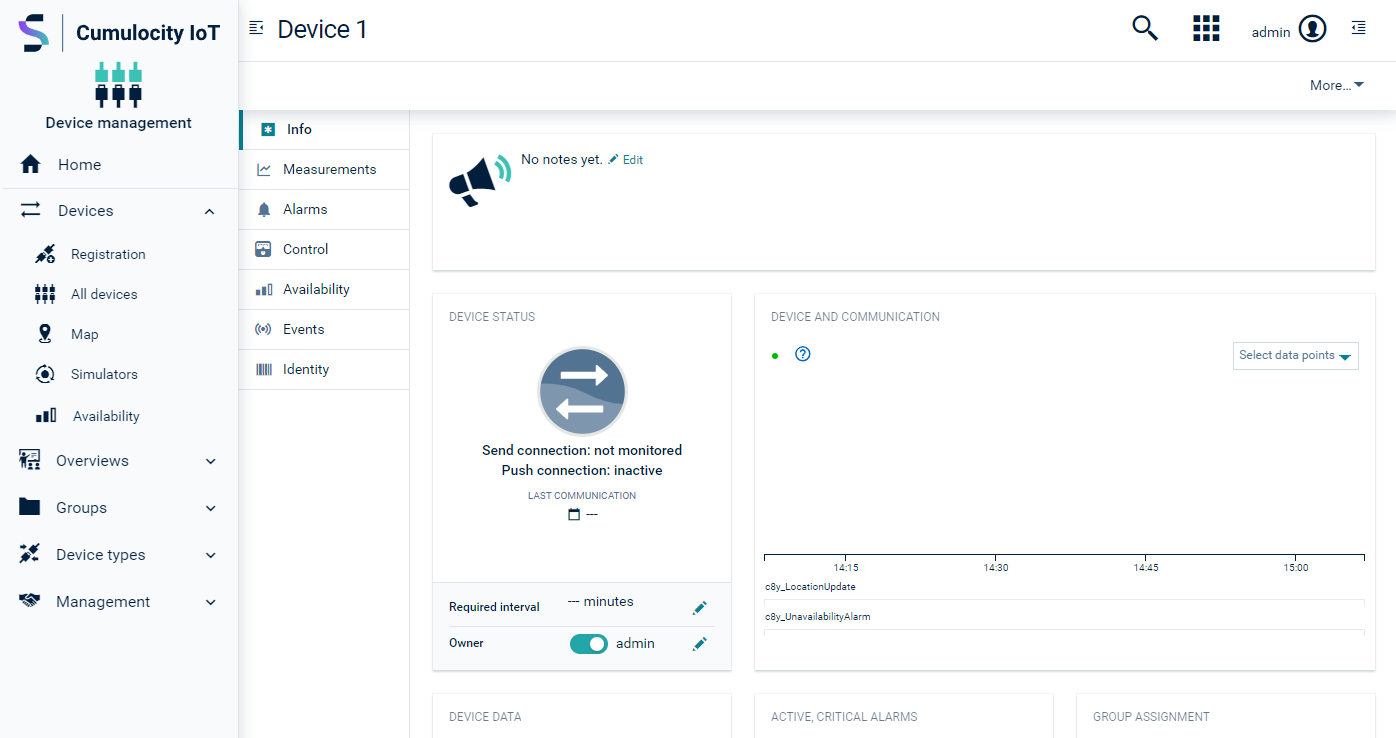 Cumulocity IoT
Device management
Home
Devices
Registration
All devices
Map
Simulators
Availability
Overviews
Groups
Device types
Management
Device 1
admin
More...
Info
Measurements
Alarms
Control
Availability
Events
Identity
No notes yet. Edit
DEVICE STATUS
Send connection: not monitored
Push connection: inactive
LAST COMMUNICATION
---
Required interval --- minutes
Owner admin
DEVICE AND COMMUNICATION
Select data points
14:15 14:30 14:45 15:00
c8y_LocationUpdate
c8y_UnavailabilityAlarm
DEVICE DATA
ACTIVE, CRITICAL ALARMS
GROUP ASSIGNMENT